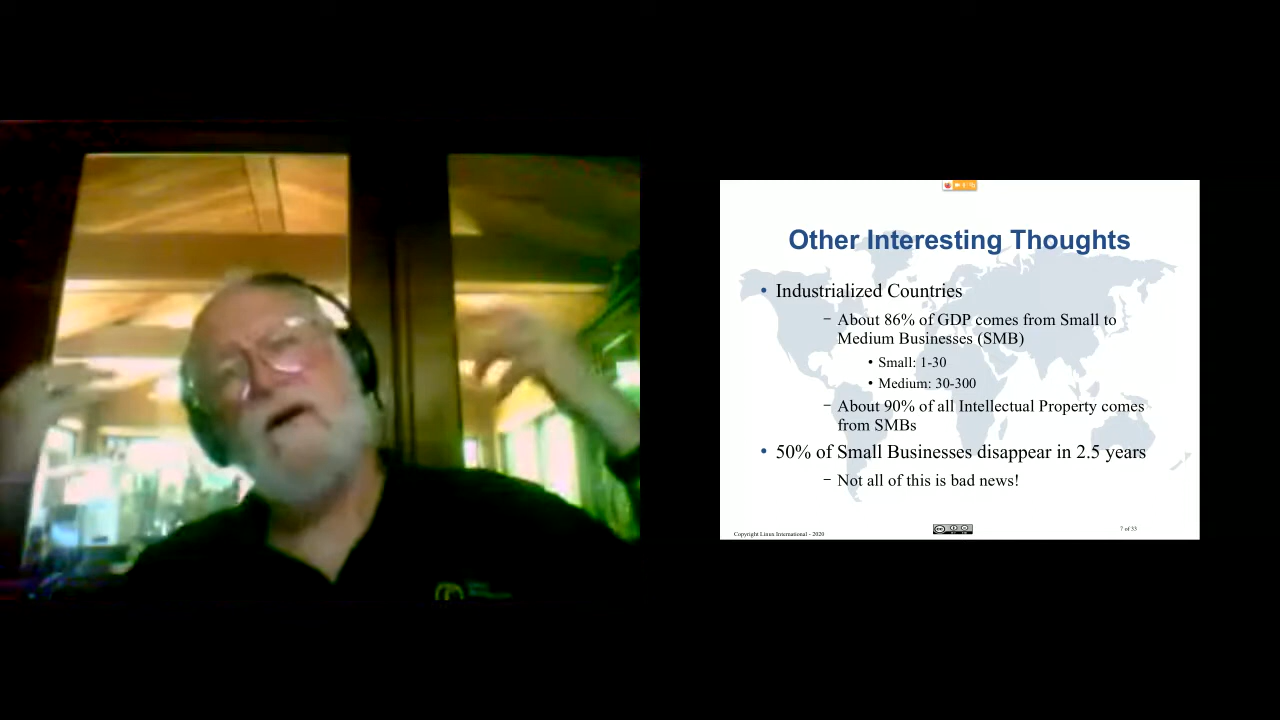 Other Interesting Thoughts
• Industrialized Countries
– About 86% of GDP comes from Small to
Medium Businesses (SMB)
• Small: 1-30
• Medium: 30-300
– About 90% of all Intellectual Property comes
from SMBs
• 50% of Small Businesses disappear in 2.5 years
– Not all of this is bad news!
Copyright Linux International - 2020
7 of 33